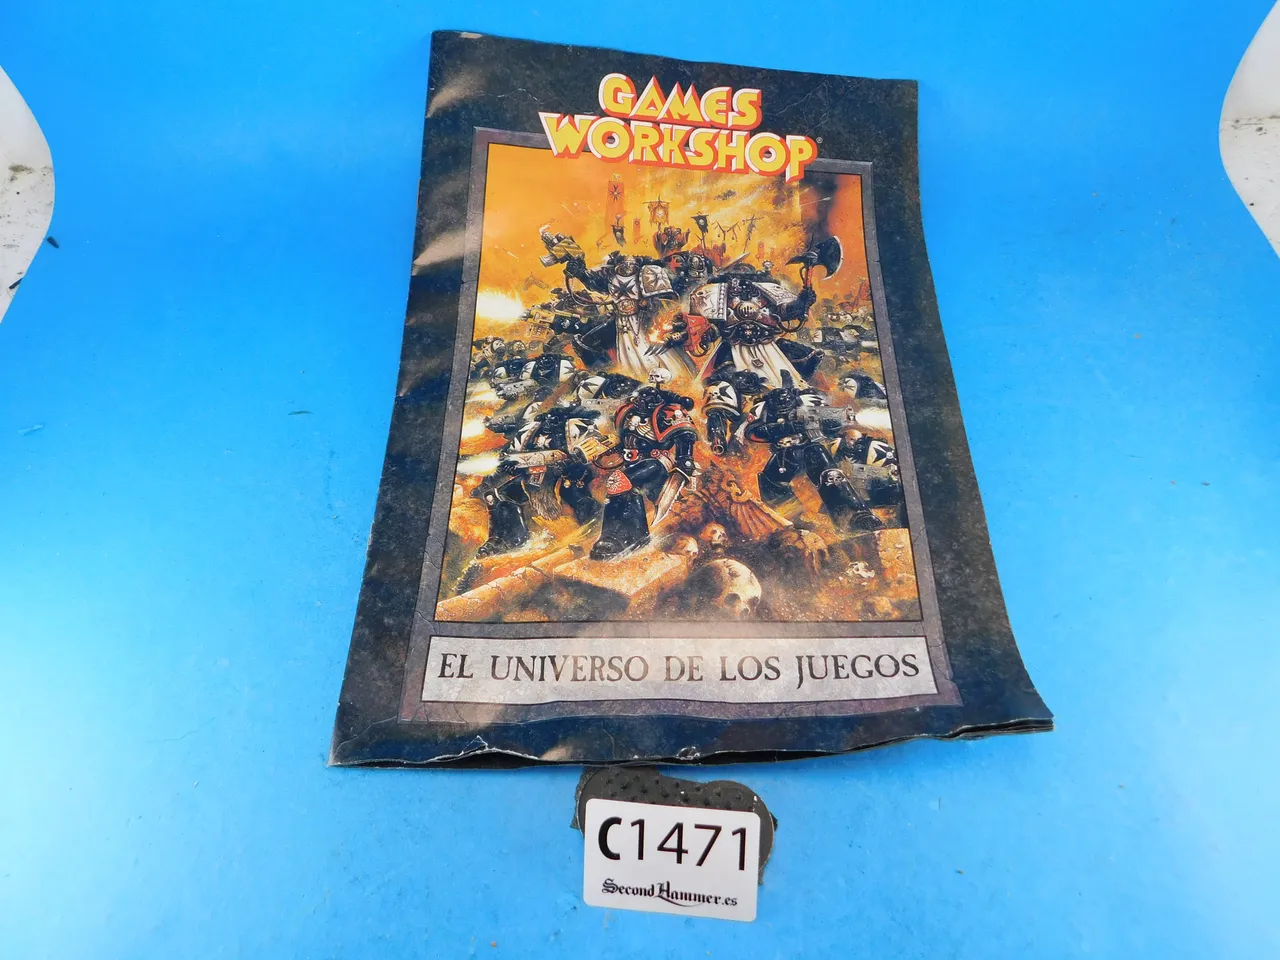 GAMES
WORKSHOP®
EL UNIVERSO DE LOS JUEGOS
C1471
SecondHammer.es